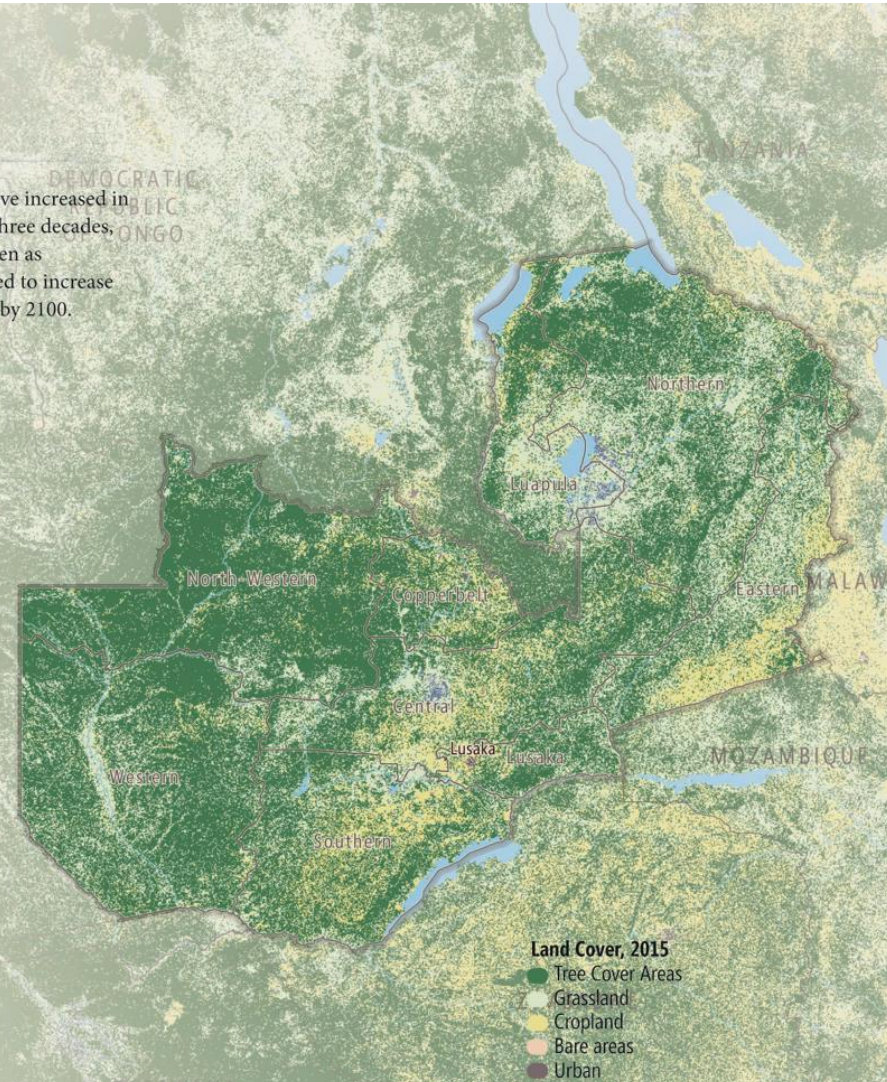 DEMOCRATIC
REPUBLIC
OF CONGO
ve increased in
hree decades,
en as
ed to increase
by 2100.
TANZANIA
Northern
Luapula
North-Western
Copperbelt
Eastern
MALAW
Central
Lusaka
Lusaka
MOZAMBIQUE
Western
Southern
Land Cover, 2015
Tree Cover Areas
Grassland
Cropland
Bare areas
Urban